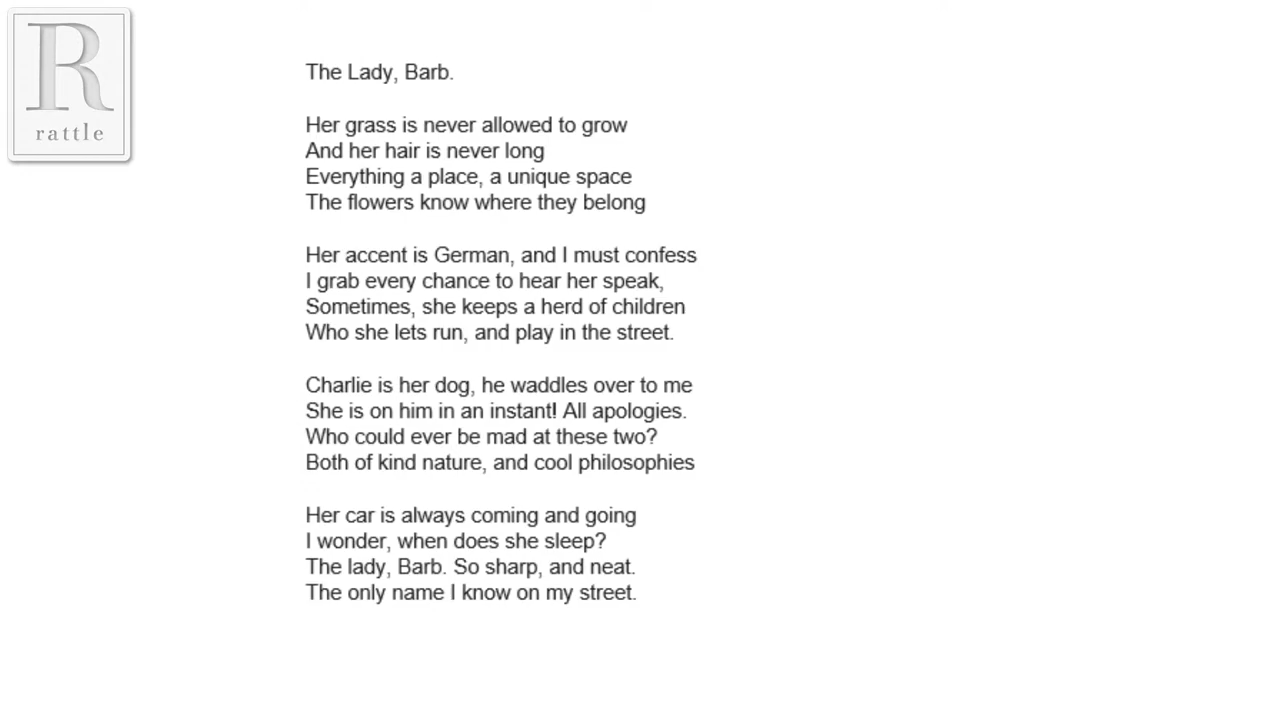 R
rattle
The Lady, Barb.
Her grass is never allowed to grow
And her hair is never long
Everything a place, a unique space
The flowers know where they belong
Her accent is German, and I must confess
I grab every chance to hear her speak,
Sometimes, she keeps a herd of children
Who she lets run, and play in the street.
Charlie is her dog, he waddles over to me
She is on him in an instant! All apologies.
Who could ever be mad at these two?
Both of kind nature, and cool philosophies
Her car is always coming and going
I wonder, when does she sleep?
The lady, Barb. So sharp, and neat.
The only name I know on my street.